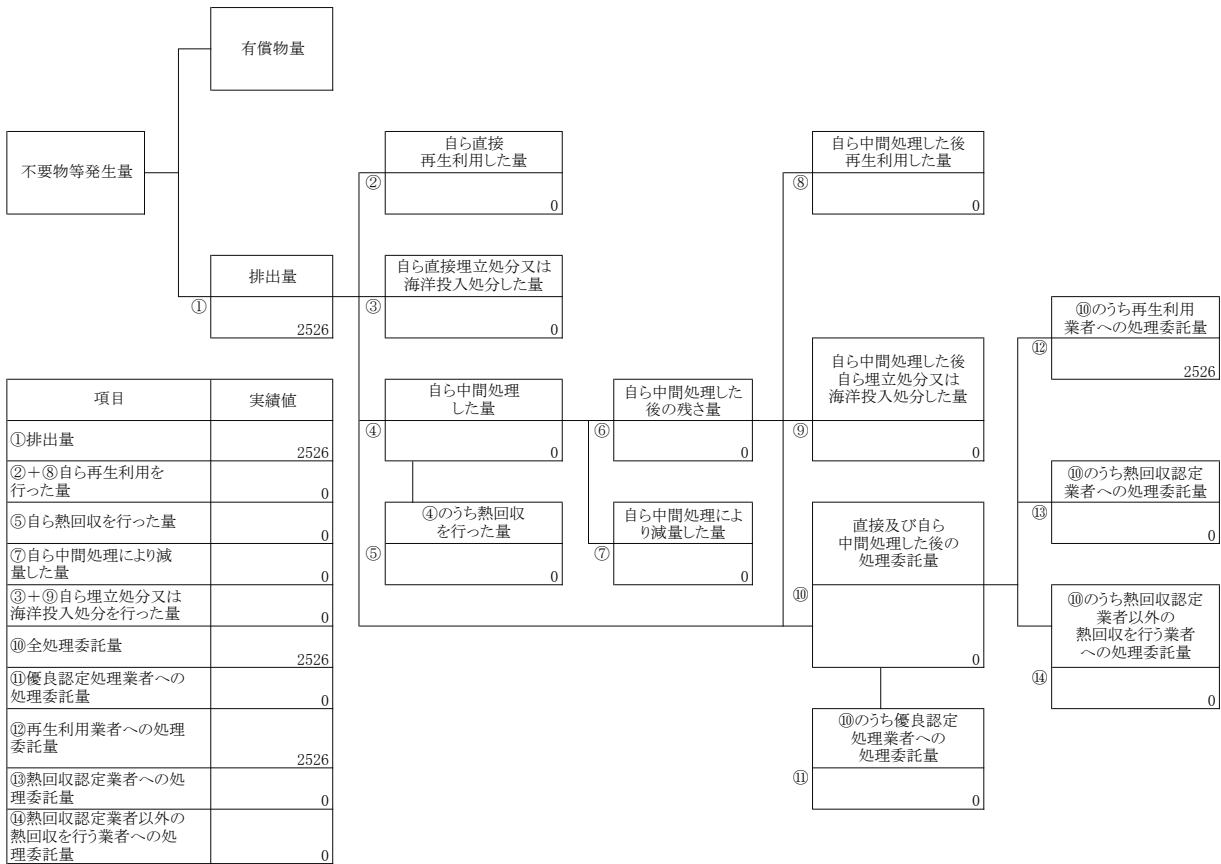 有償物量
不要物等発生量
自ら直接
再生利用した量
②
0
自ら中間処理した後
再生利用した量
⑧
0
排出量
①
2526
自ら直接埋立処分又は
海洋投入処分した量
③
0
⑩のうち再生利用
業者への処理委託量
⑫
2526
自ら中間処理
した量
④
0
自ら中間処理した
後の残さ量
⑥
0
自ら中間処理した後
自ら埋立処分又は
海洋投入処分した量
⑨
0
④のうち熱回収
を行った量
⑤
0
自ら中間処理によ
り減量した量
⑦
0
直接及び自ら
中間処理した後の
処理委託量
⑩
0
⑩のうち熱回収認定
業者への処理委託量
⑬
0
⑩のうち熱回収認定
業者以外の
熱回収を行う業者
への処理委託量
⑭
0
⑩のうち優良認定
処理業者への
処理委託量
⑪
0
項目 実績値
①排出量
2526
②+⑧自ら再生利用を
行った量 0
⑤自ら熱回収を行った量
0
⑦自ら中間処理により減
量した量 0
③+⑨自ら埋立処分又は
海洋投入処分を行った量 0
⑩全処理委託量
2526
⑪優良認定処理業者への
処理委託量 0
⑫再生利用業者への処理
委託量
2526
⑬熱回収認定業者への処
理委託量 0
⑭熱回収認定業者以外の
熱回収を行う業者への処
理委託量 0